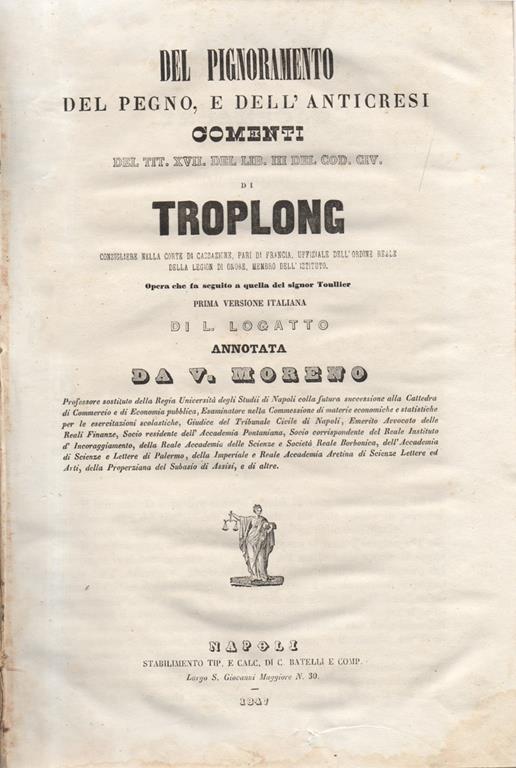 DEL PIGNORAMENTO
DEL PEGNO, E DELL'ANTICRESI
COMENTI
DEL TIT. XVII. DEL LIB. III DEL COD. CIV.
DI
TROPLONG
CONSIGLIERE NELLA CORTE DI CASSAZIONE, PARI DI FRANCIA, UFFIZIALE DELL'ORDINE REALE
DELLA LEGION DI ONORE, MEMBRO DELL'ISTITUTO.
Opera che fa seguito a quella del signor Toullier
PRIMA VERSIONE ITALIANA
DI L. LOGATTO
ANNOTATA
DA V. MORENO
Professore sostituto della Regia Università degli Studii di Napoli colla futura successione alla Cattedra
di Commercio e di Economia pubblica, Esaminatore nella Commessione di materie economiche e statistiche
per le esercitazioni scolastiche, Giudice del Tribunale Civile di Napoli, Emerito Avvocato delle
Reali Finanze, Socio residente dell'Accademia Pontaniana, Socio corrispondente del Reale Instituto
d'Incoraggiamento, della Reale Accademia delle Scienze e Società Reale Borbonica, dell'Accademia
di Scienze e Lettere di Palermo, della Imperiale e Reale Accademia Aretina di Scienze Lettere ed
Arti, della Properziana del Subasio di Assisi, e di altre.
NAPOLI
STABILIMENTO TIP. E CALC. DI C. BATELLI E COMP.
Largo S. Giovanni Maggiore N. 30.
1847